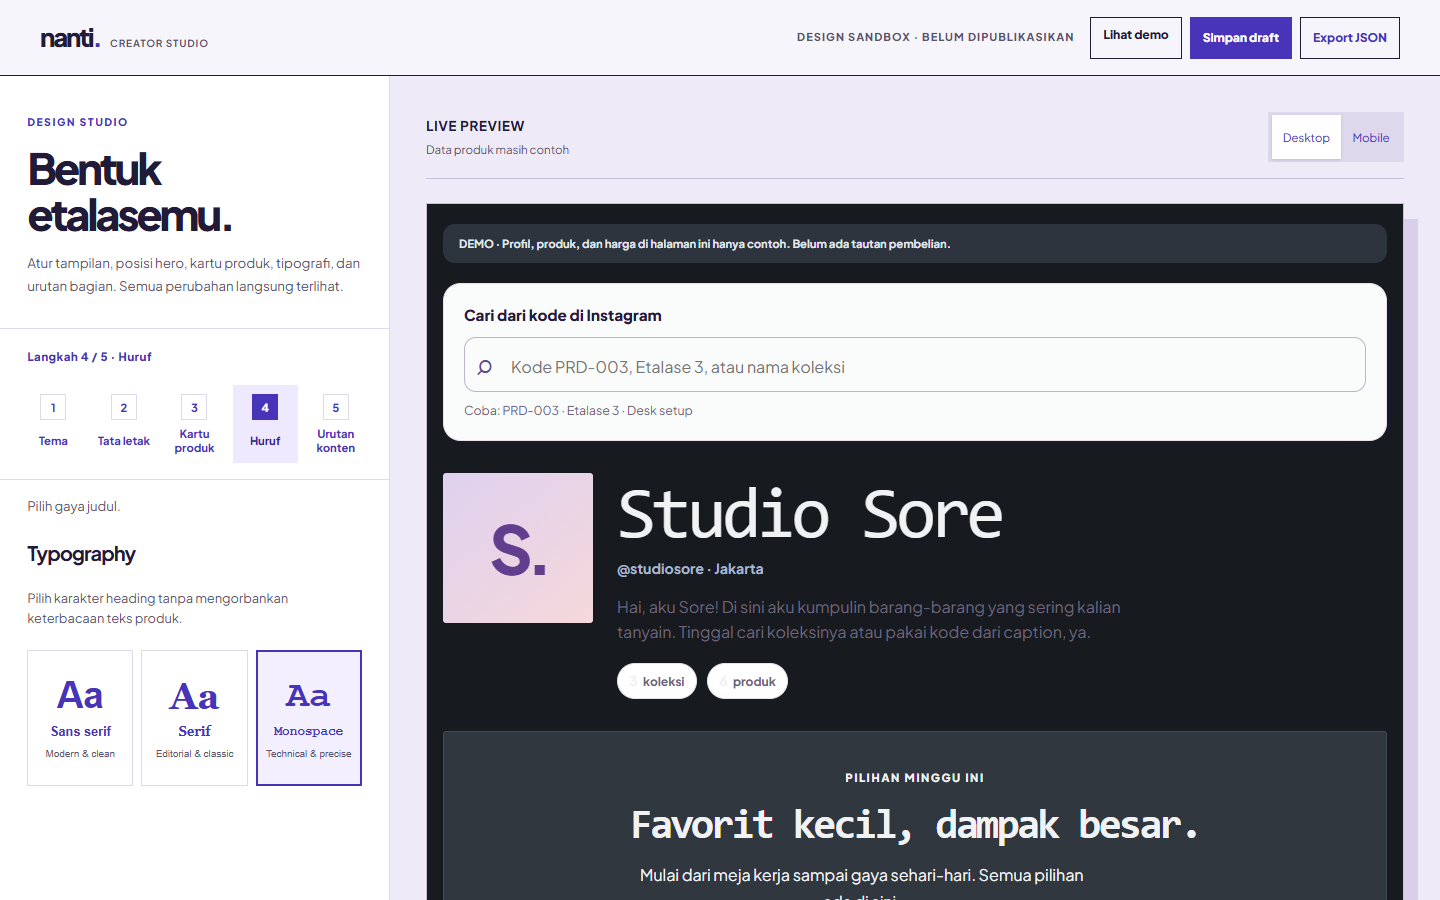 nanti. CREATOR STUDIO
DESIGN SANDBOX · BELUM DIPUBLIKASIKAN
Lihat demo
Simpan draft
Export JSON
DESIGN STUDIO
Bentuk
etalasemu.
Atur tampilan, posisi hero, kartu produk, tipografi, dan
urutan bagian. Semua perubahan langsung terlihat.
Langkah 4 / 5 · Huruf
1
Tema
2
Tata letak
3
Kartu
produk
4
Huruf
5
Urutan
konten
Pilih gaya judul.
Typography
Pilih karakter heading tanpa mengorbankan
keterbacaan teks produk.
Aa
Sans serif
Modern & clean
Aa
Serif
Editorial & classic
Aa
Monospace
Technical & precise
LIVE PREVIEW
Data produk masih contoh
Desktop
Mobile
DEMO · Profil, produk, dan harga di halaman ini hanya contoh. Belum ada tautan pembelian.
Cari dari kode di Instagram
Kode PRD-003, Etalase 3, atau nama koleksi
Coba: PRD-003 · Etalase 3 · Desk setup
S.
Studio Sore
@studiosore · Jakarta
Hai, aku Sore! Di sini aku kumpulin barang-barang yang sering kalian
tanyain. Tinggal cari koleksinya atau pakai kode dari caption, ya.
3 koleksi
6 produk
PILIHAN MINGGU INI
Favorit kecil, dampak besar.
Mulai dari meja kerja sampai gaya sehari-hari. Semua pilihan
ada di sini.